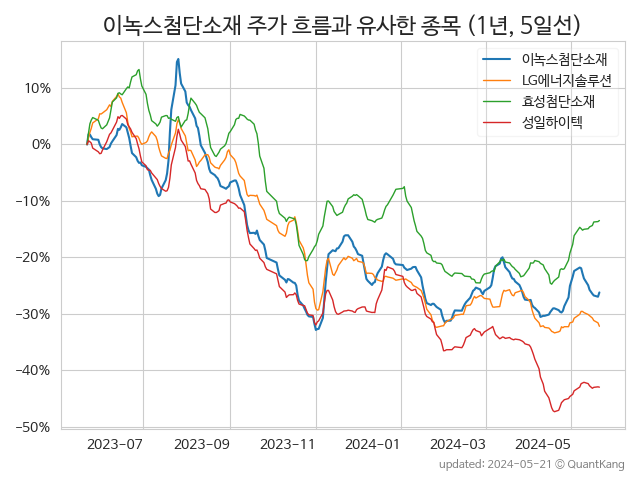 이녹스첨단소재 주가 흐름과 유사한 종목 (1년, 5일선)
이녹스첨단소재
LG에너지솔루션
효성첨단소재
성일하이텍
10%
0%
−10%
−20%
−30%
−40%
−50%
2023-07 2023-09 2023-11 2024-01 2024-03 2024-05
updated: 2024-05-21 © QuantKang